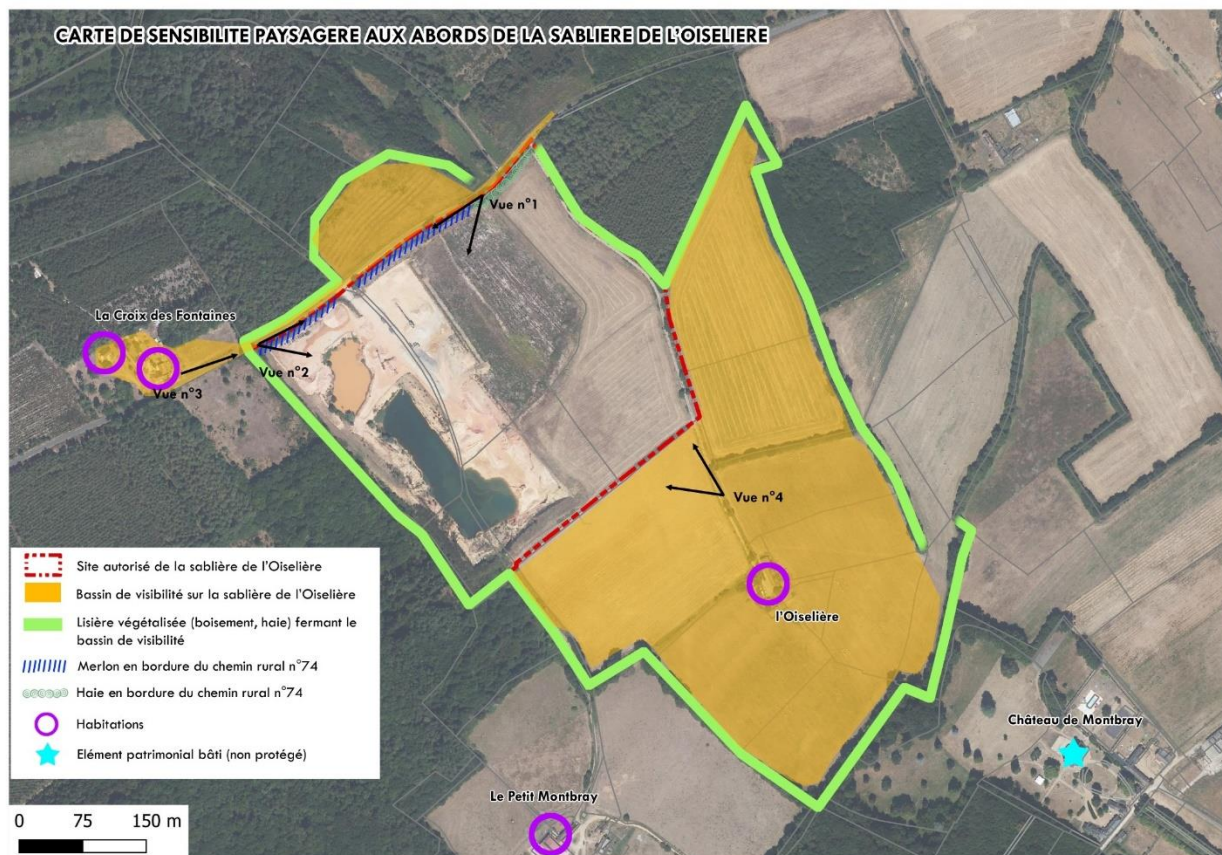 CARTE DE SENSIBILITE PAYSAGERE AUX ABORDS DE LA SABLIERE DE L'OISELIERE
Vue n°1
La Croix des Fontaines
Vue n°2
Vue n°3
Vue n°4
l'Oiselière
Château de Montbray
Le Petit Montbray
Site autorisé de la sablière de l'Oiselière
Bassin de visibilité sur la sablière de l'Oiselière
Lisière végétalisée (boisement, haie) fermant le
bassin de visibilité
Merlon en bordure du chemin rural n°74
Haie en bordure du chemin rural n°74
Habitations
Elément patrimonial bâti (non protégé)
0 75 150 m